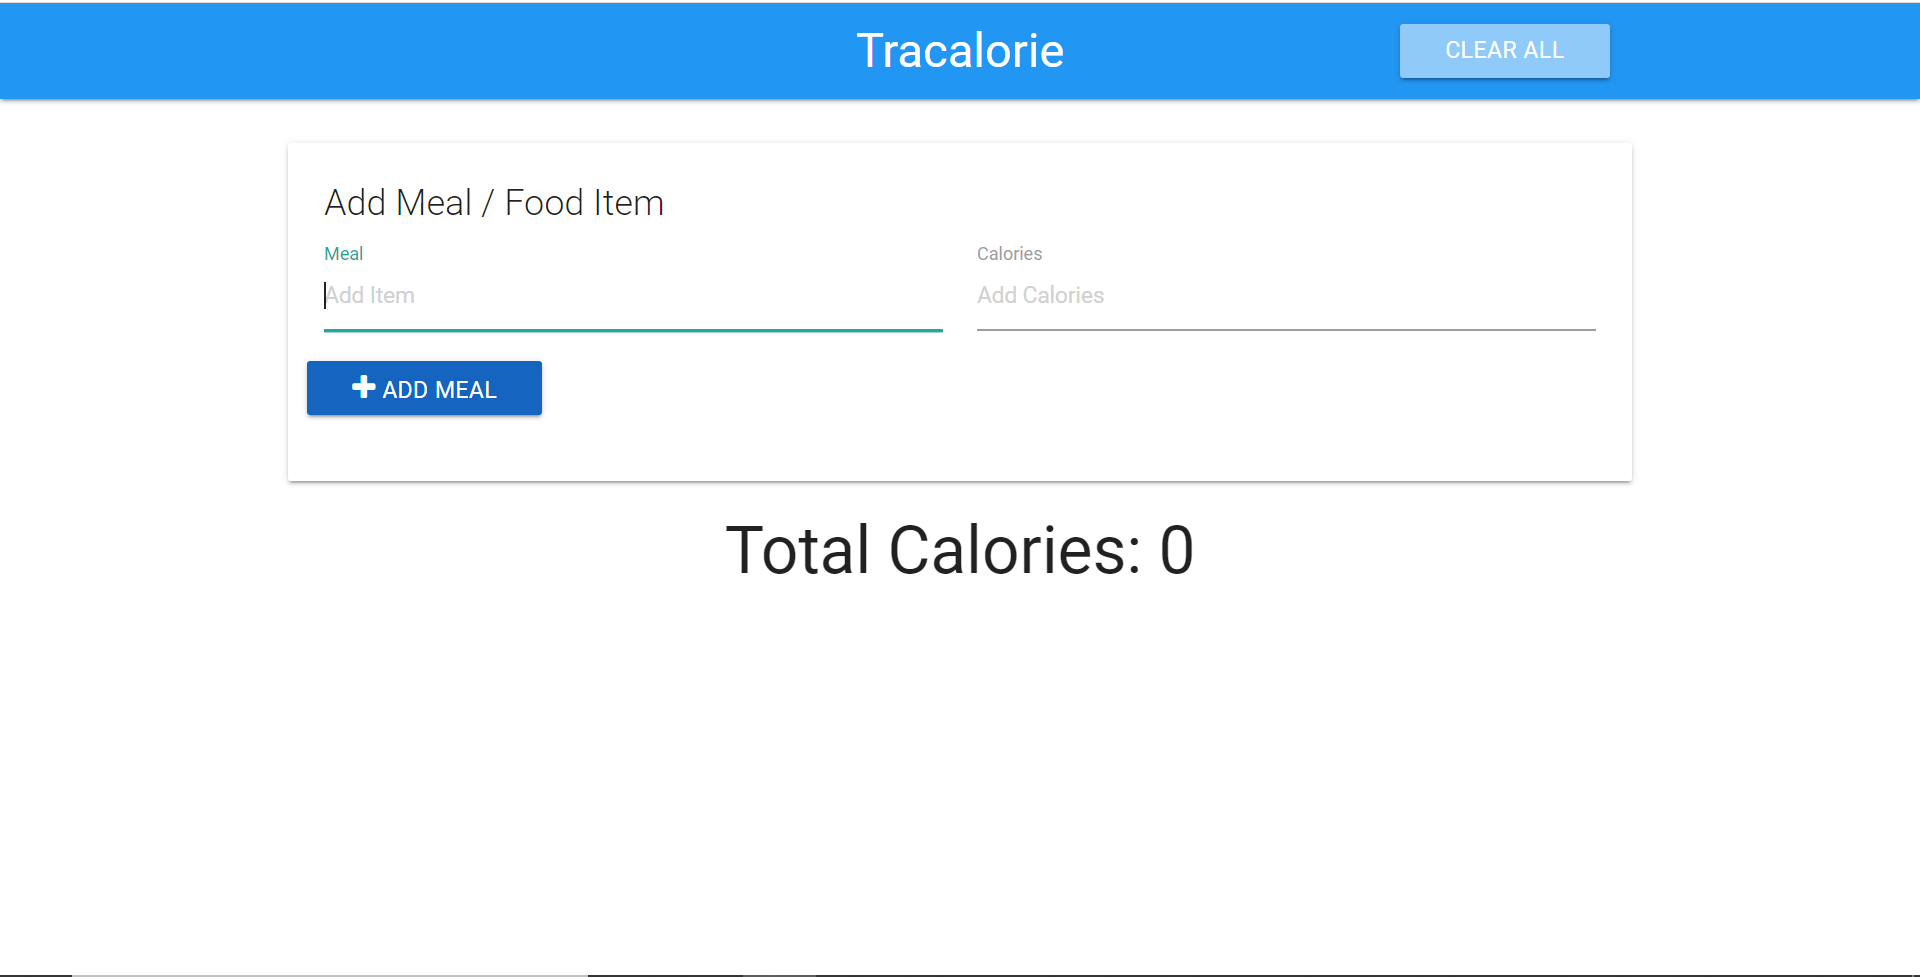 Tracalorie
CLEAR ALL
Add Meal / Food Item
Meal
Calories
Add Item
Add Calories
ADD MEAL
Total Calories: 0